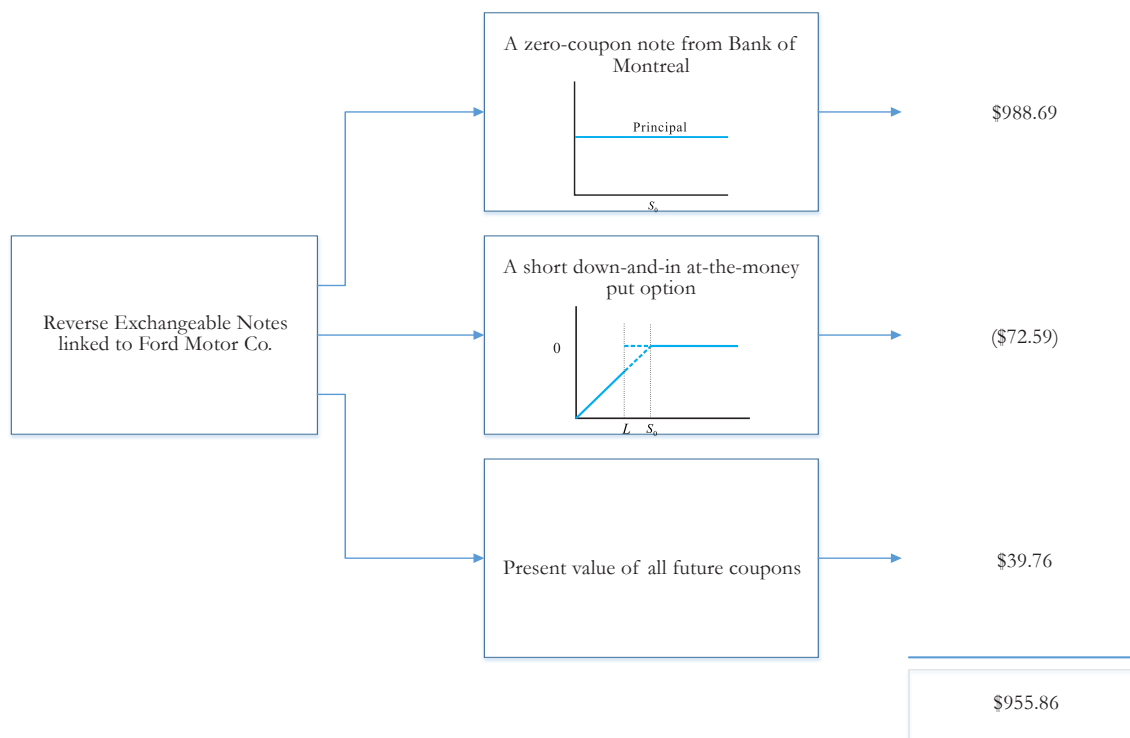 A zero-coupon note from Bank of
Montreal
Principal
S₀
$988.69
Reverse Exchangeable Notes
linked to Ford Motor Co.
A short down-and-in at-the-money
put option
0
L S₀
($72.59)
Present value of all future coupons
$39.76
$955.86